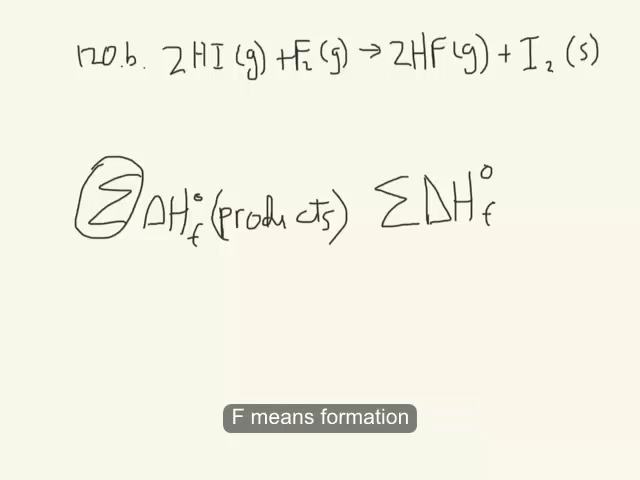 120.b. 2HI(g)+F₂(g)→2HF(g)+I₂(s)
ΣΔH°f(products) ΣΔH°f
F means formation